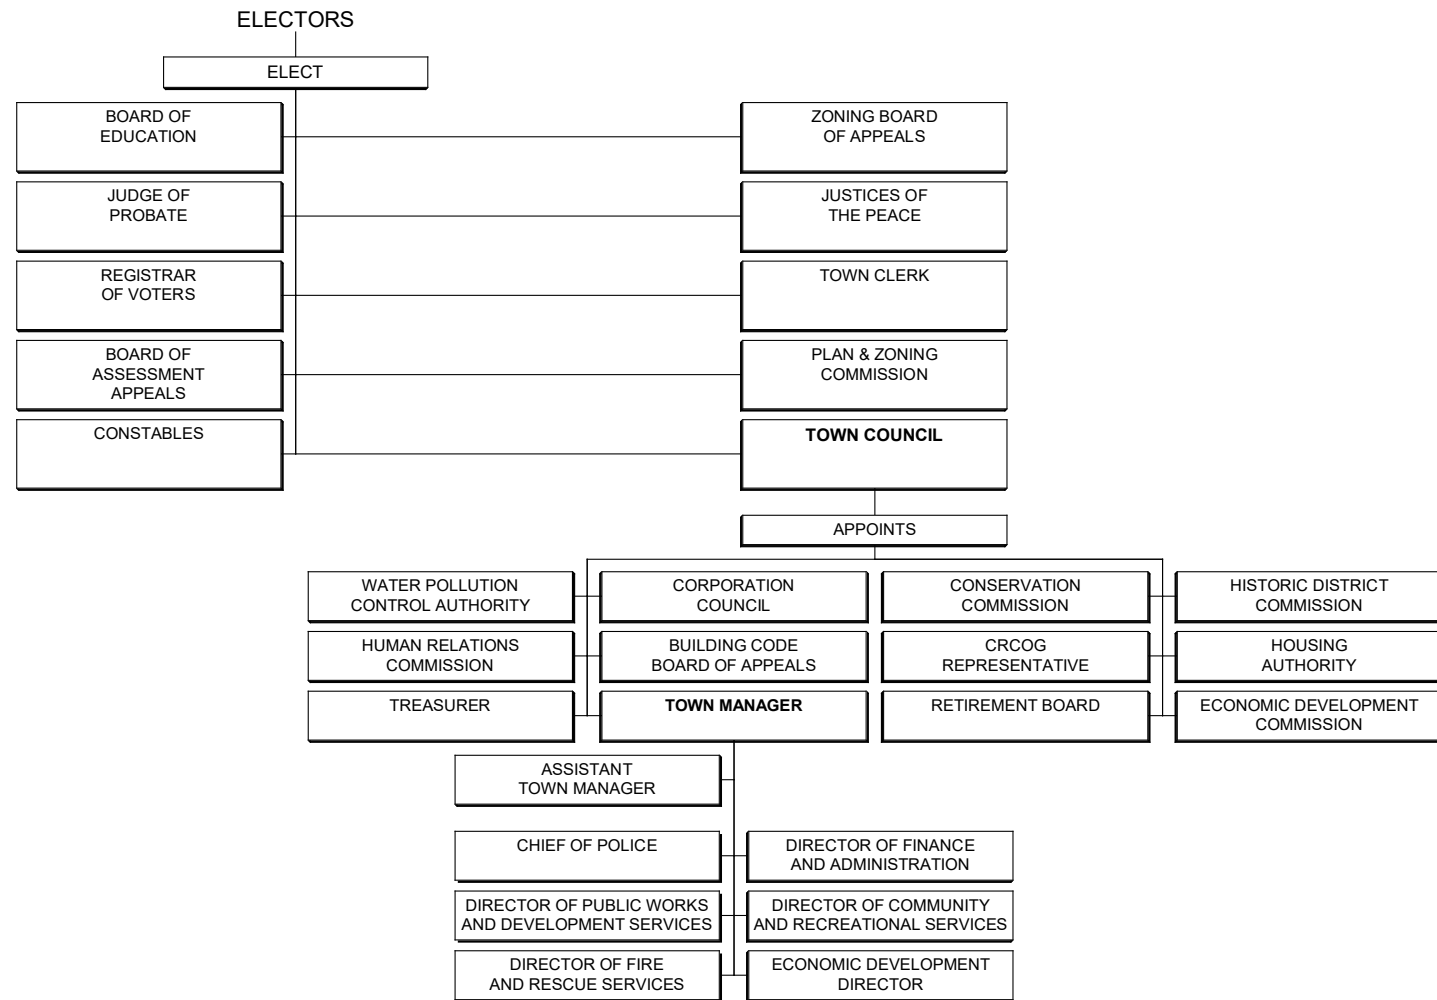 ELECTORS
ELECT
BOARD OF
EDUCATION
ZONING BOARD
OF APPEALS
JUDGE OF
PROBATE
JUSTICES OF
THE PEACE
REGISTRAR
OF VOTERS
TOWN CLERK
BOARD OF
ASSESSMENT
APPEALS
PLAN & ZONING
COMMISSION
CONSTABLES
TOWN COUNCIL
APPOINTS
WATER POLLUTION
CONTROL AUTHORITY
CORPORATION
COUNCIL
CONSERVATION
COMMISSION
HISTORIC DISTRICT
COMMISSION
HUMAN RELATIONS
COMMISSION
BUILDING CODE
BOARD OF APPEALS
CRCOG
REPRESENTATIVE
HOUSING
AUTHORITY
TREASURER
TOWN MANAGER
RETIREMENT BOARD
ECONOMIC DEVELOPMENT
COMMISSION
ASSISTANT
TOWN MANAGER
CHIEF OF POLICE
DIRECTOR OF FINANCE
AND ADMINISTRATION
DIRECTOR OF PUBLIC WORKS
AND DEVELOPMENT SERVICES
DIRECTOR OF COMMUNITY
AND RECREATIONAL SERVICES
DIRECTOR OF FIRE
AND RESCUE SERVICES
ECONOMIC DEVELOPMENT
DIRECTOR